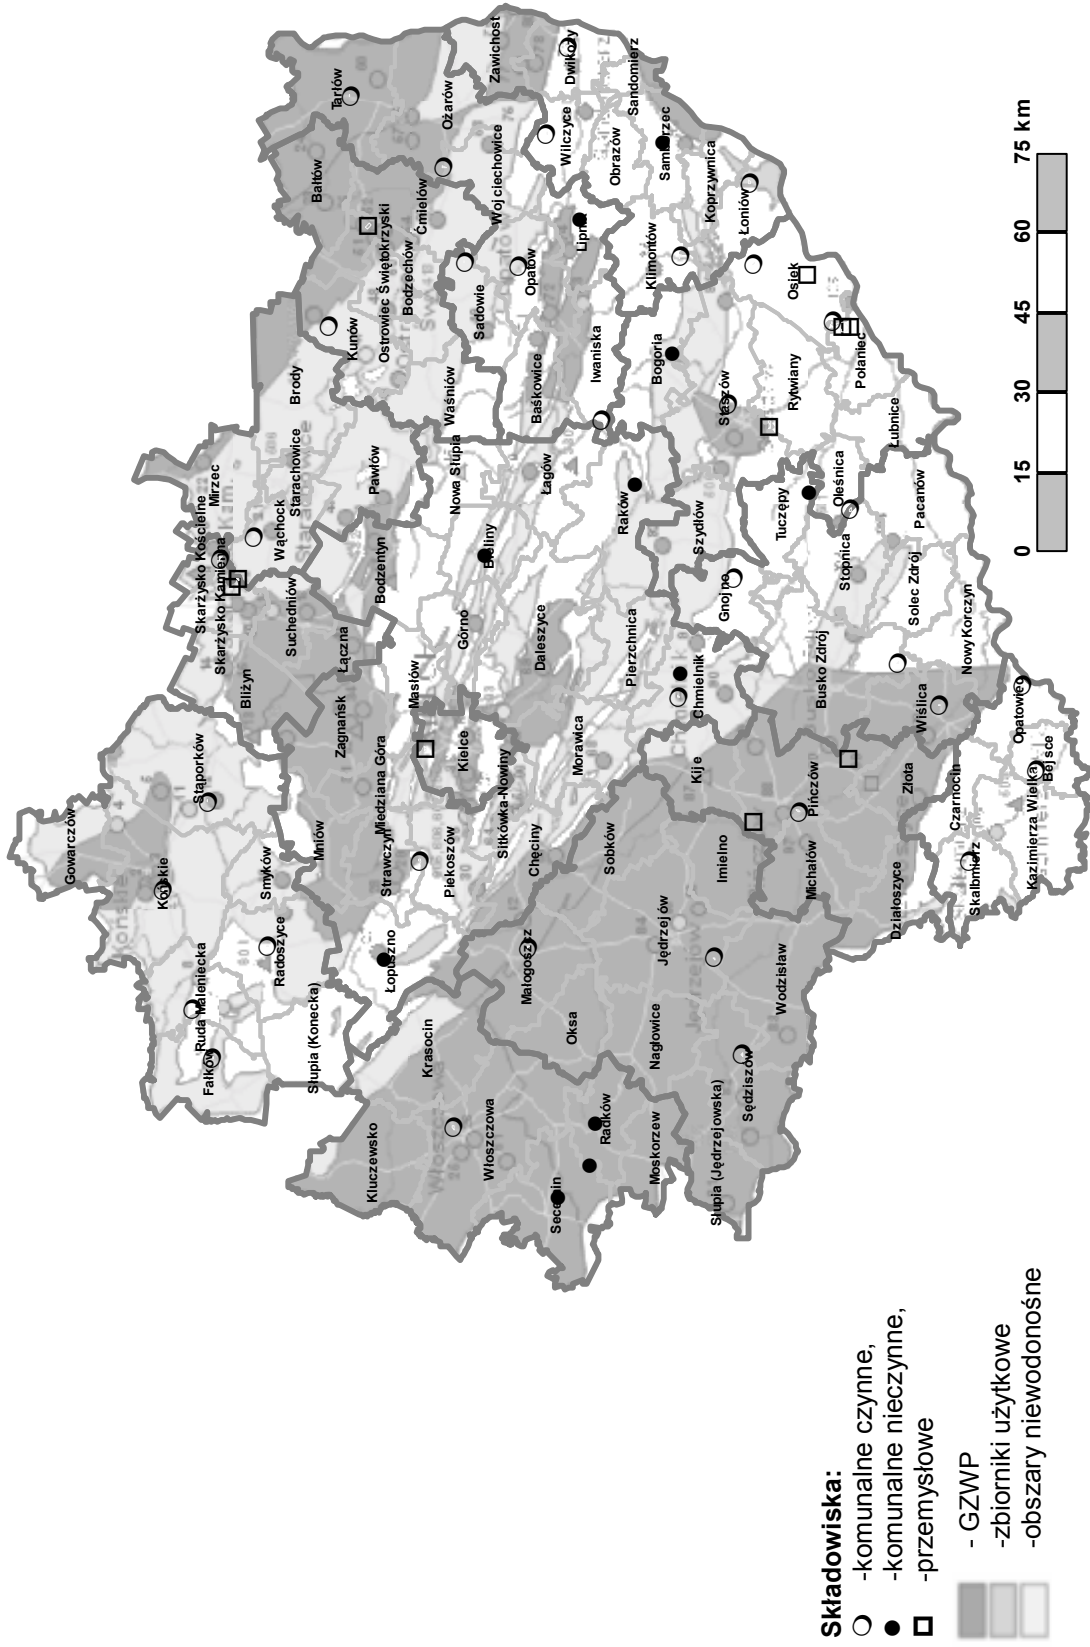 Gowarczów
Końskie
Stąporków
Smyków
Ruda Maleniecka
Radoszyce
Fałków
Słupia (Konecka)
Skarżysko Kościelne
Skarżysko Kamienna
Mirzec
Wąchock
Starachowice
Brody
Bliżyn
Suchedniów
Łączna
Zagnańsk
Bodzentyn
Pawłów
Kunów
Ostrowiec Świętokrzyski
Bodzechów
Ćmielów
Bałtów
Tarłów
Ożarów
Zawichost
Dwikozy
Sandomierz
Wilczyce
Obrazów
Samborzec
Koprzywnica
Łoniów
Klimontów
Lipnik
Wojciechowice
Opatów
Sadowie
Waśniów
Baćkowice
Iwaniska
Nowa Słupia
Łagów
Bieliny
Górno
Masłów
Daleszyce
Raków
Pierzchnica
Mniów
Miedziana Góra
Strawczyn
Piekoszów
Kielce
Sitkówka-Nowiny
Morawica
Chęciny
Łopuszno
Krasocin
Kluczewsko
Włoszczowa
Secemin
Radków
Moskorzew
Małogoszcz
Oksa
Sobków
Imielno
Jędrzejów
Nagłowice
Wodzisław
Sędziszów
Słupia (Jędrzejowska)
Kije
Pińczów
Michałów
Złota
Działoszyce
Chmielnik
Gnojno
Szydłów
Tuczępy
Stopnica
Busko Zdrój
Solec Zdrój
Pacanów
Nowy Korczyn
Wiślica
Bogoria
Staszów
Rytwiany
Osiek
Połaniec
Łubnice
Oleśnica
Czarnocin
Skalbmierz
Kazimierza Wielka
Bejsce
Opatowiec
0 15 30 45 60 75 km
Składowiska:
-komunalne czynne,
-komunalne nieczynne,
-przemysłowe
- GZWP
-zbiorniki użytkowe
-obszary niewodonośne